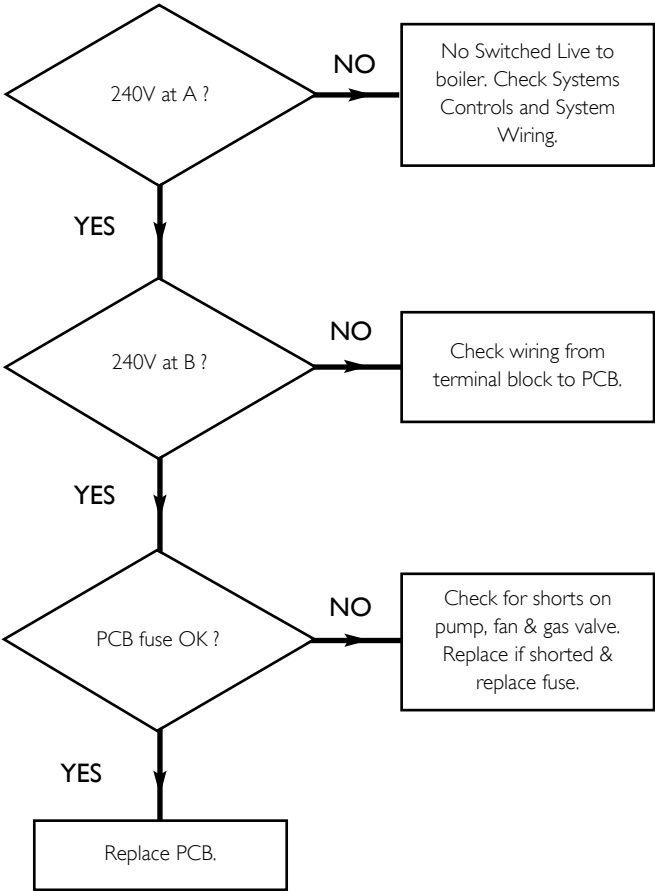 240V at A ?
NO
No Switched Live to
boiler. Check Systems
Controls and System
Wiring.
YES
240V at B ?
NO
Check wiring from
terminal block to PCB.
YES
PCB fuse OK ?
NO
Check for shorts on
pump, fan & gas valve.
Replace if shorted &
replace fuse.
YES
Replace PCB.